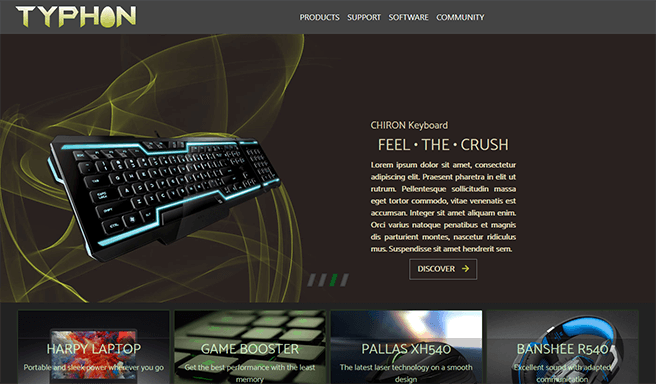 TYPHON
PRODUCTS SUPPORT SOFTWARE COMMUNITY
CHIRON Keyboard
FEEL • THE • CRUSH
Lorem ipsum dolor sit amet, consectetur
adipiscing elit. Praesent pharetra in elit ut
rutrum. Pellentesque sollicitudin massa
eget tortor commodo, vitae venenatis est
accumsan. Integer sit amet aliquam enim.
Orci varius natoque penatibus et magnis
dis parturient montes, nascetur ridiculus
mus. Suspendisse sit amet hendrerit sem.
DISCOVER →
HARPY LAPTOP
Portable and sleek power wherever you go
GAME BOOSTER
Get the best performance with the least
memory
PALLAS XH540
The latest laser technology on a smooth
design
BANSHEE R540
Excellent sound with adapted
communication